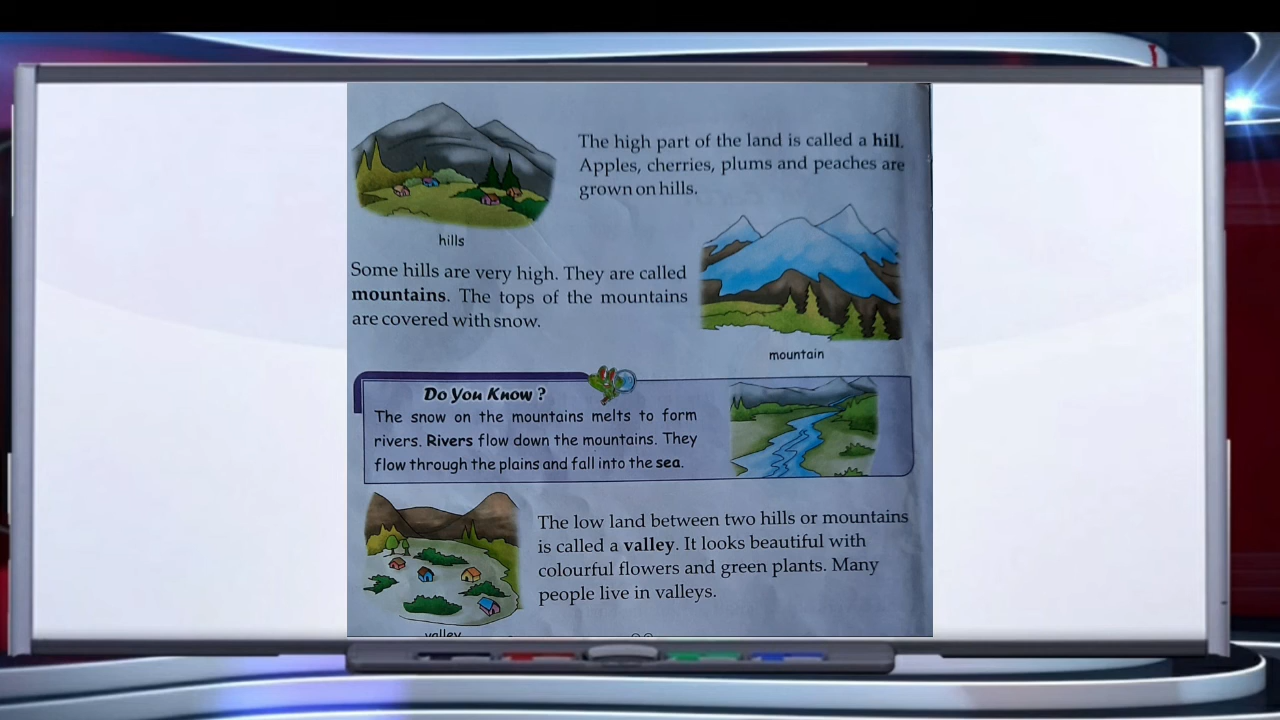 The high part of the land is called a hill.
Apples, cherries, plums and peaches are
grown on hills.
hills
Some hills are very high. They are called
mountains. The tops of the mountains
are covered with snow.
mountain
Do You Know ?
The snow on the mountains melts to form
rivers. Rivers flow down the mountains. They
flow through the plains and fall into the sea.
The low land between two hills or mountains
is called a valley. It looks beautiful with
colourful flowers and green plants. Many
people live in valleys.
valley